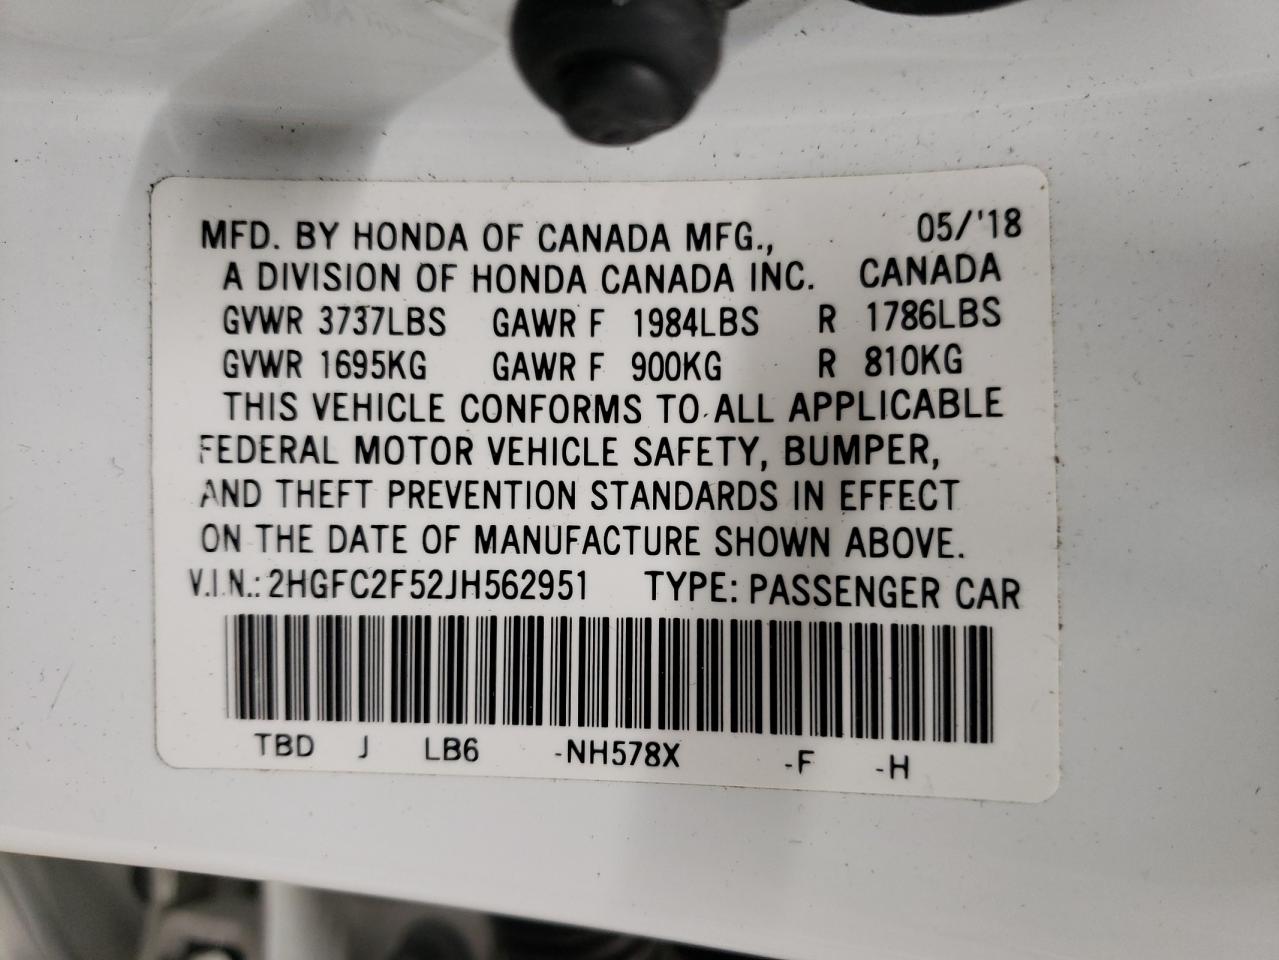 MFD. BY HONDA OF CANADA MFG., 05/'18
A DIVISION OF HONDA CANADA INC. CANADA
GVWR 3737LBS GAWR F 1984LBS R 1786LBS
GVWR 1695KG GAWR F 900KG R 810KG
THIS VEHICLE CONFORMS TO ALL APPLICABLE
FEDERAL MOTOR VEHICLE SAFETY, BUMPER,
AND THEFT PREVENTION STANDARDS IN EFFECT
ON THE DATE OF MANUFACTURE SHOWN ABOVE.
V.I.N.: 2HGFC2F52JH562951 TYPE: PASSENGER CAR
TBD J LB6 -NH578X -F -H